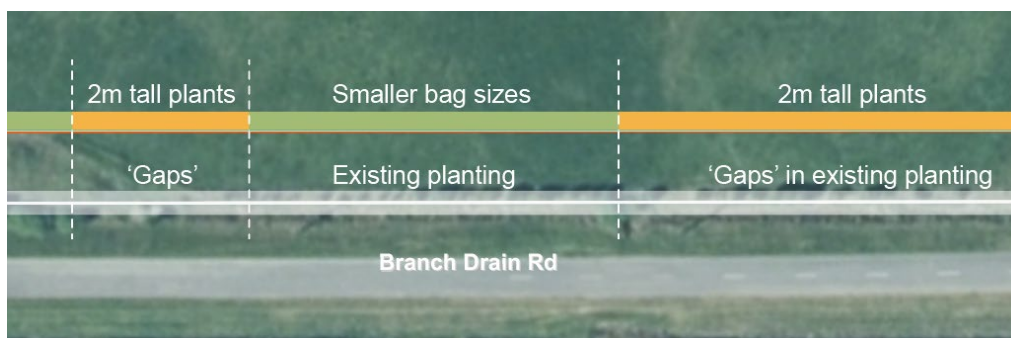 2m tall plants
Smaller bag sizes
2m tall plants
‘Gaps’
Existing planting
‘Gaps’ in existing planting
Branch Drain Rd